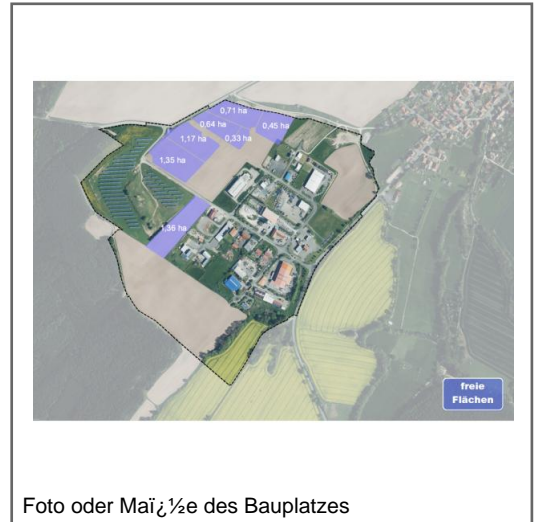 0,71 ha
0,64 ha
0,45 ha
1,17 ha
0,33 ha
1,35 ha
1,36 ha
freie
Flächen
Foto oder Maï¿½e des Bauplatzes